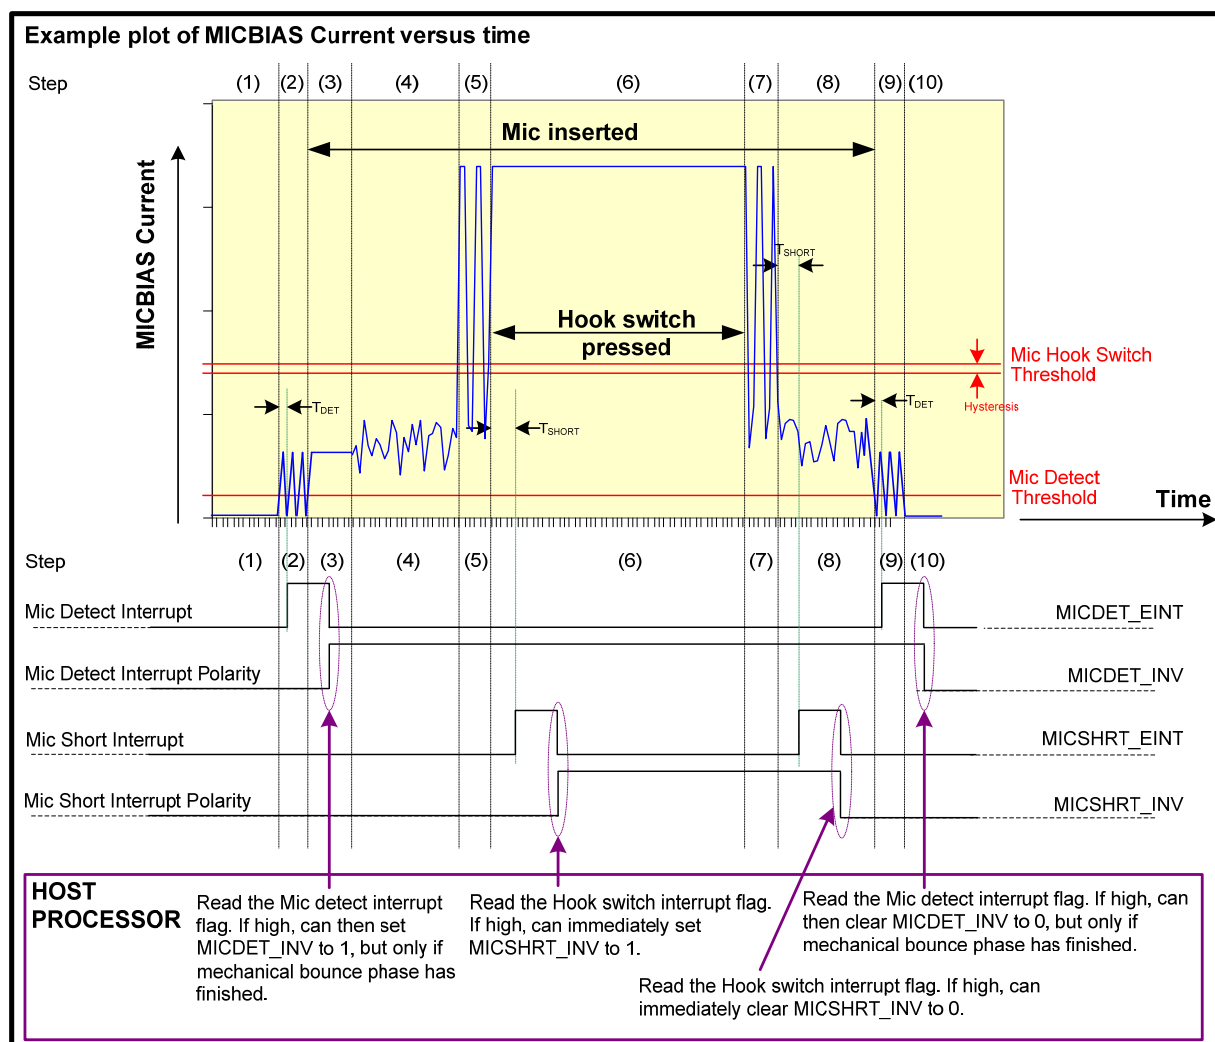 Example plot of MICBIAS Current versus time
Step
(1) (2) (3) (4) (5) (6) (7) (8) (9) (10)
Mic inserted
MICBIAS Current
TSHORT
Hook switch
pressed
Mic Hook Switch
Threshold
Hysteresis
TDET
TDET
TSHORT
Mic Detect
Threshold
Time
Step
(1) (2) (3) (4) (5) (6) (7) (8) (9) (10)
Mic Detect Interrupt
MICDET_EINT
Mic Detect Interrupt Polarity
MICDET_INV
Mic Short Interrupt
MICSHRT_EINT
Mic Short Interrupt Polarity
MICSHRT_INV
HOST
PROCESSOR
Read the Mic detect interrupt
flag. If high, can then set
MICDET_INV to 1, but only if
mechanical bounce phase has
finished.
Read the Hook switch interrupt flag.
If high, can immediately set
MICSHRT_INV to 1.
Read the Mic detect interrupt flag. If high, can
then clear MICDET_INV to 0, but only if
mechanical bounce phase has finished.
Read the Hook switch interrupt flag. If high, can
immediately clear MICSHRT_INV to 0.